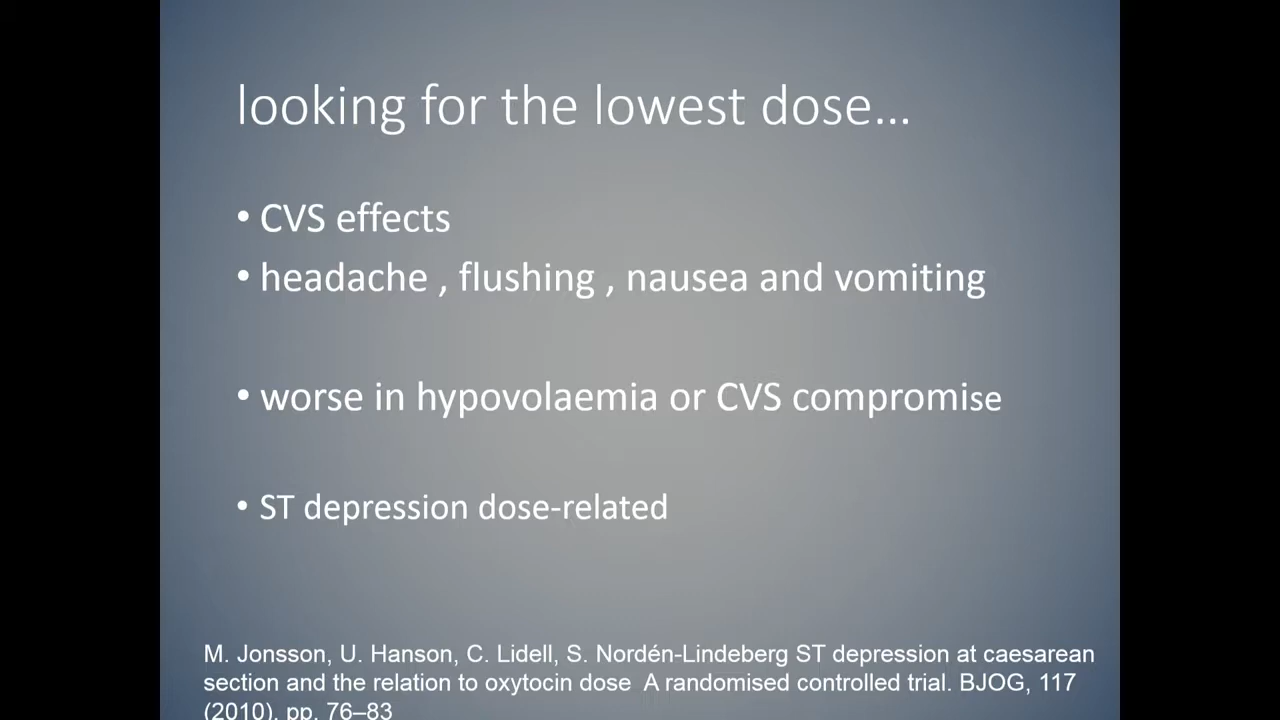 looking for the lowest dose...
• CVS effects
• headache , flushing , nausea and vomiting
• worse in hypovolaemia or CVS compromise
• ST depression dose-related
M. Jonsson, U. Hanson, C. Lidell, S. Nordén-Lindeberg ST depression at caesarean
section and the relation to oxytocin dose  A randomised controlled trial. BJOG, 117
(2010), pp. 76–83